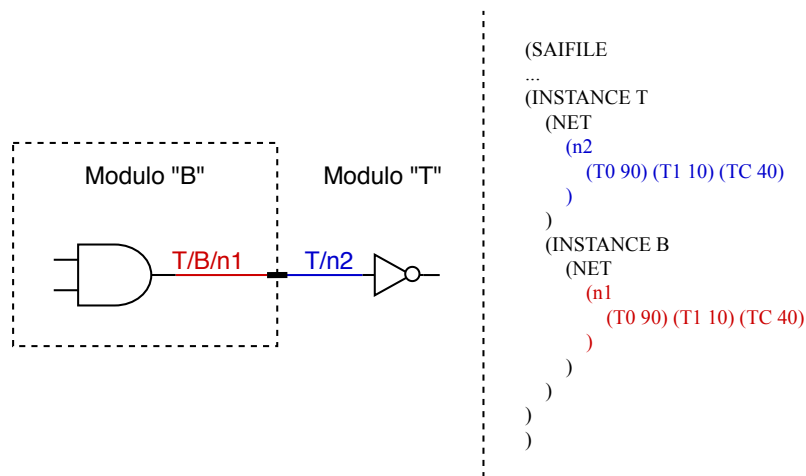 Modulo "B"
Modulo "T"
T/B/n1
T/n2
(SAIFILE
...
(INSTANCE T
(NET
(n2
(T0 90) (T1 10) (TC 40)
)
)
(INSTANCE B
(NET
(n1
(T0 90) (T1 10) (TC 40)
)
)
)
)
)